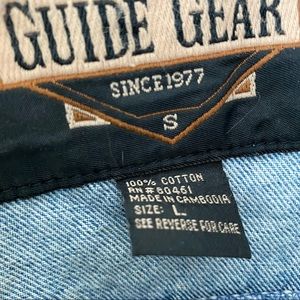 GUIDE GEAR
SINCE 1977
S
100% COTTON
RN # 80461
MADE IN CAMBODIA
SIZE: L
SEE REVERSE FOR CARE